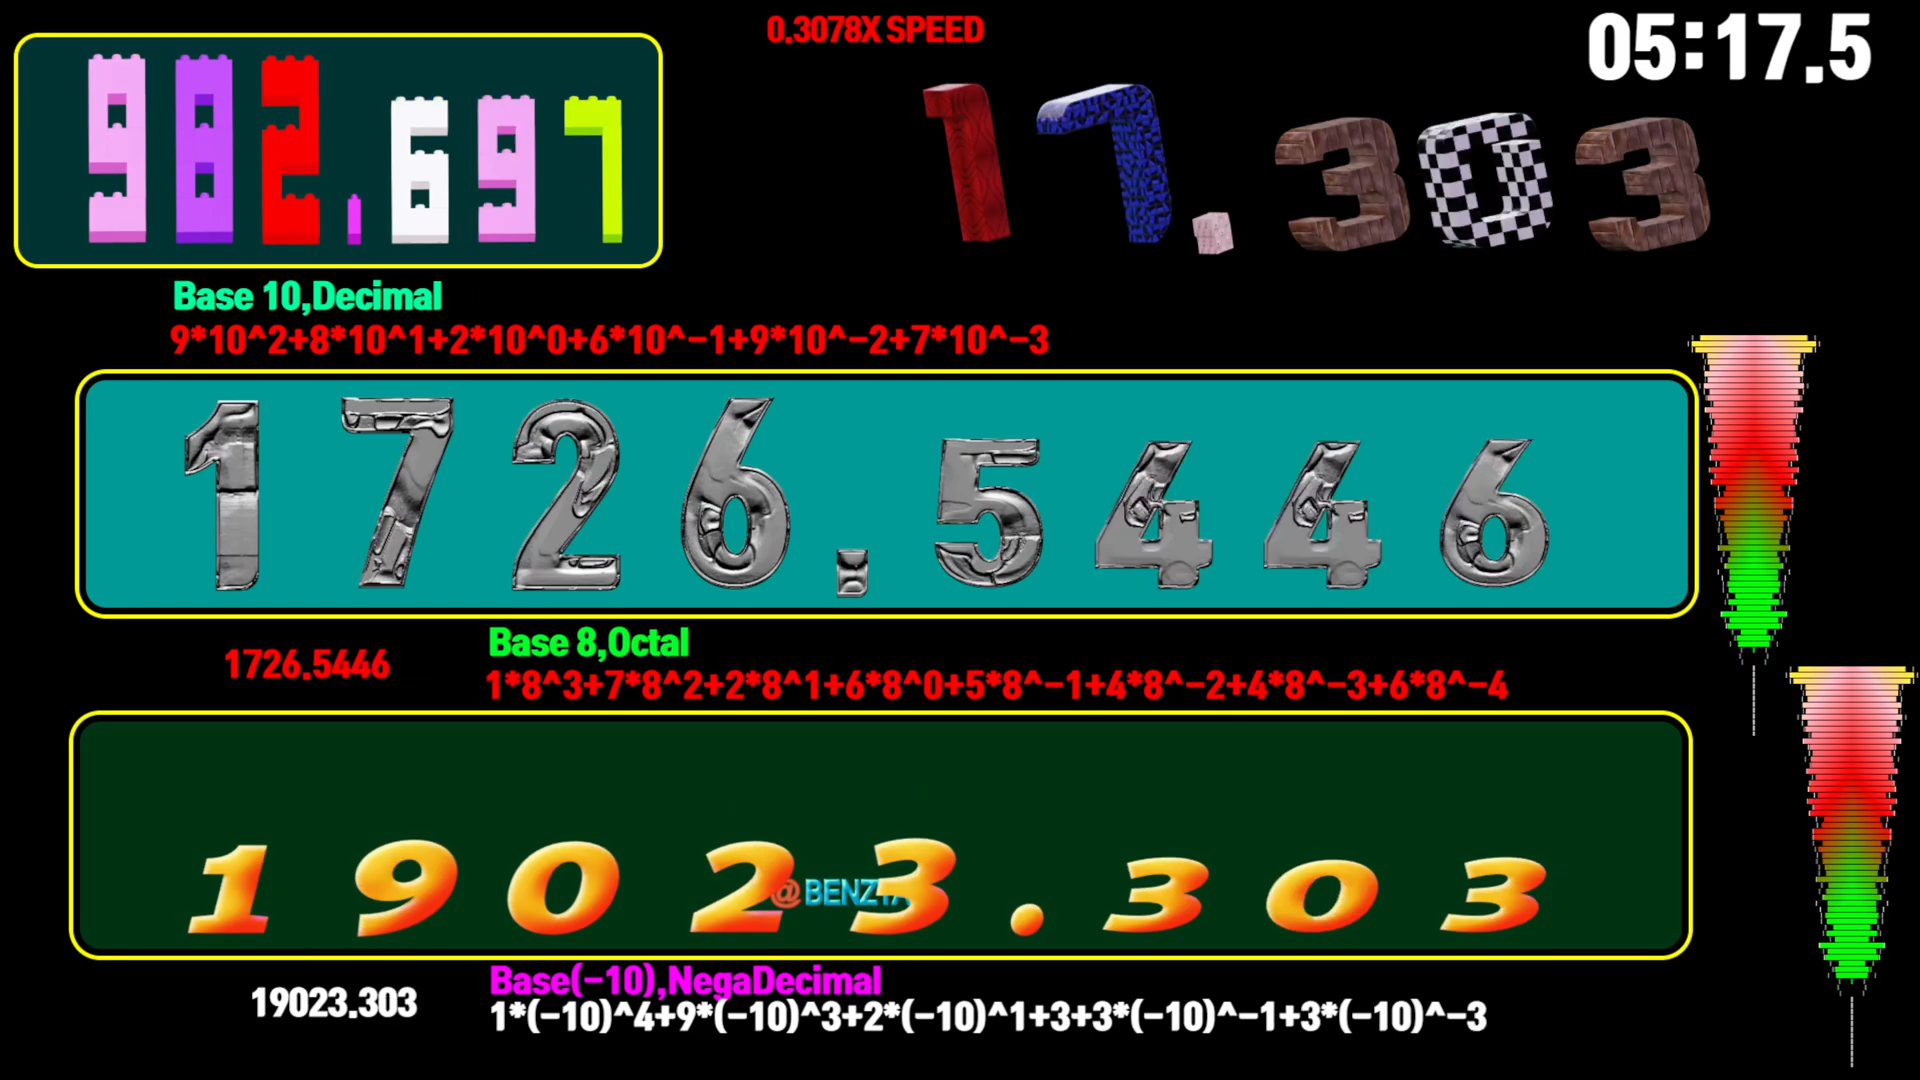 0.3078X SPEED
05:17.5
982.697
17.303
Base 10,Decimal
9*10^2+8*10^1+2*10^0+6*10^−1+9*10^−2+7*10^−3
1726.5446
Base 8,Octal
1726.5446
1*8^3+7*8^2+2*8^1+6*8^0+5*8^−1+4*8^−2+4*8^−3+6*8^−4
19023.303
Base(−10),NegaDecimal
19023.303
1*(−10)^4+9*(−10)^3+2*(−10)^1+3+3*(−10)^−1+3*(−10)^−3